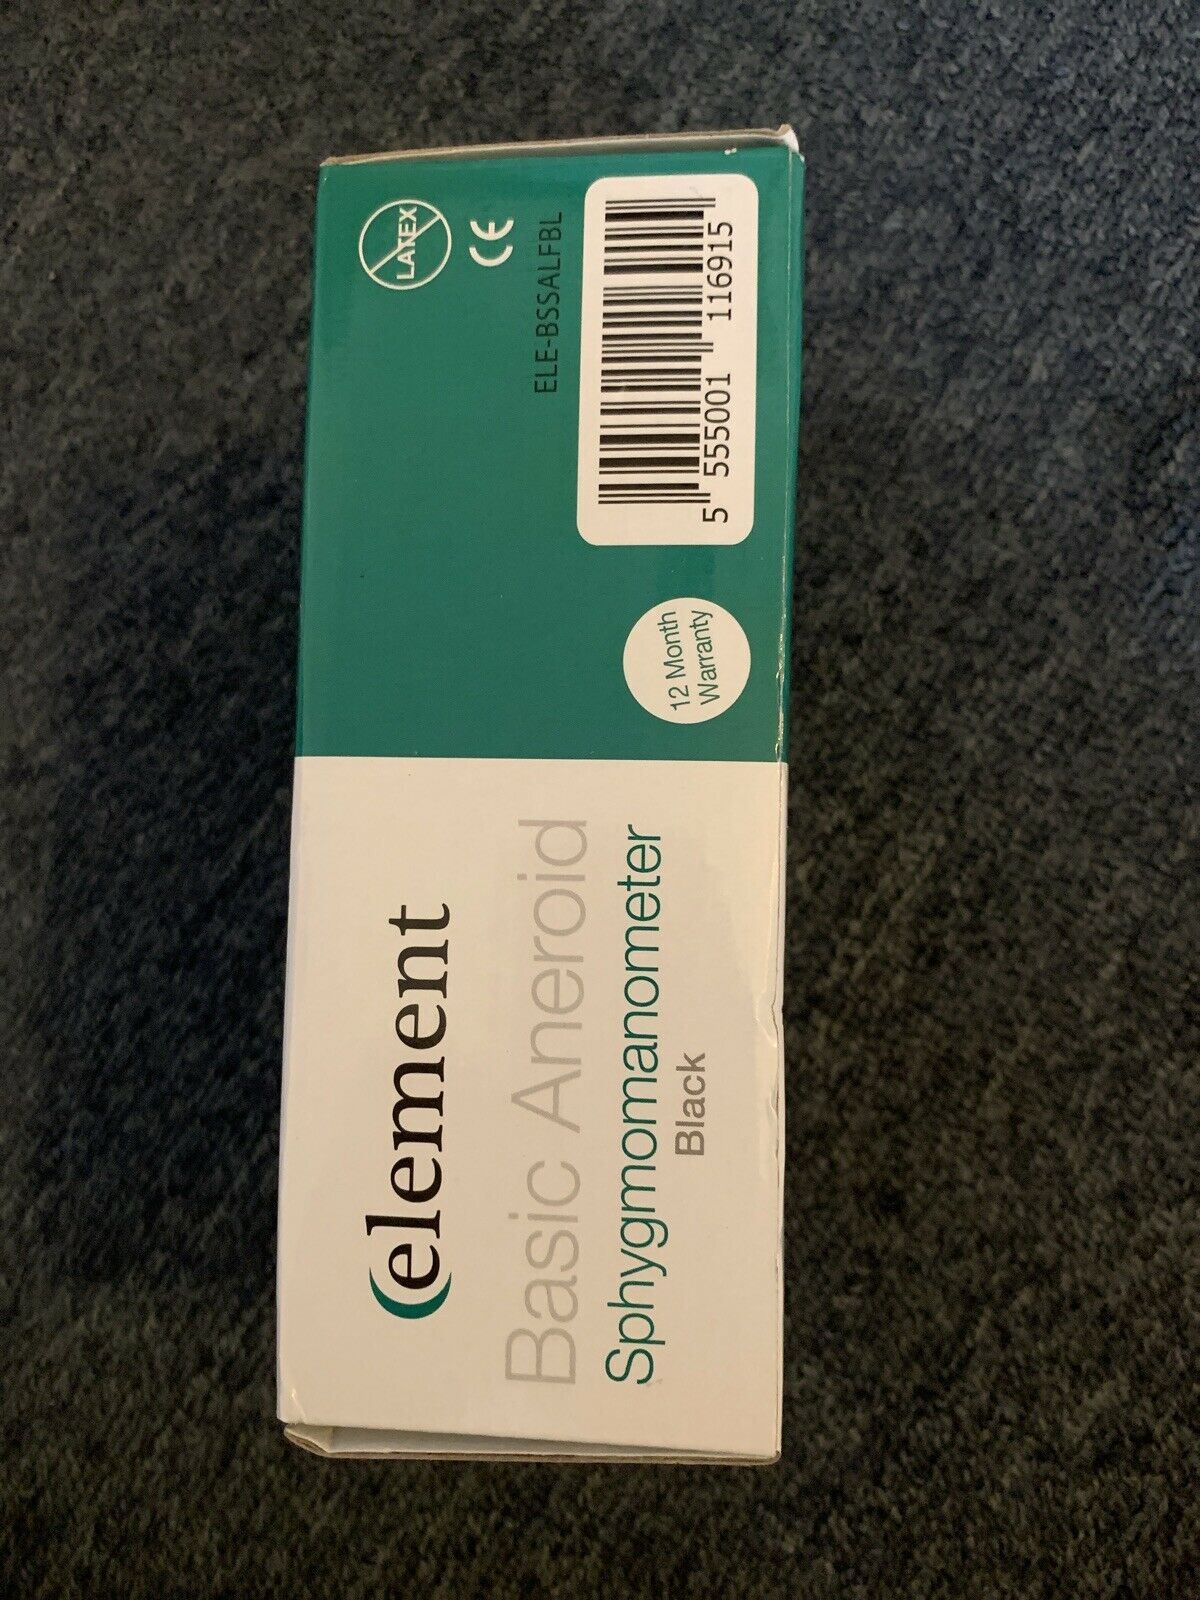 element
Basic Aneroid
Sphygmomanometer
Black
12 Month
Warranty
LATEX
CE
ELE-BSSALFBL
5 555001 116915